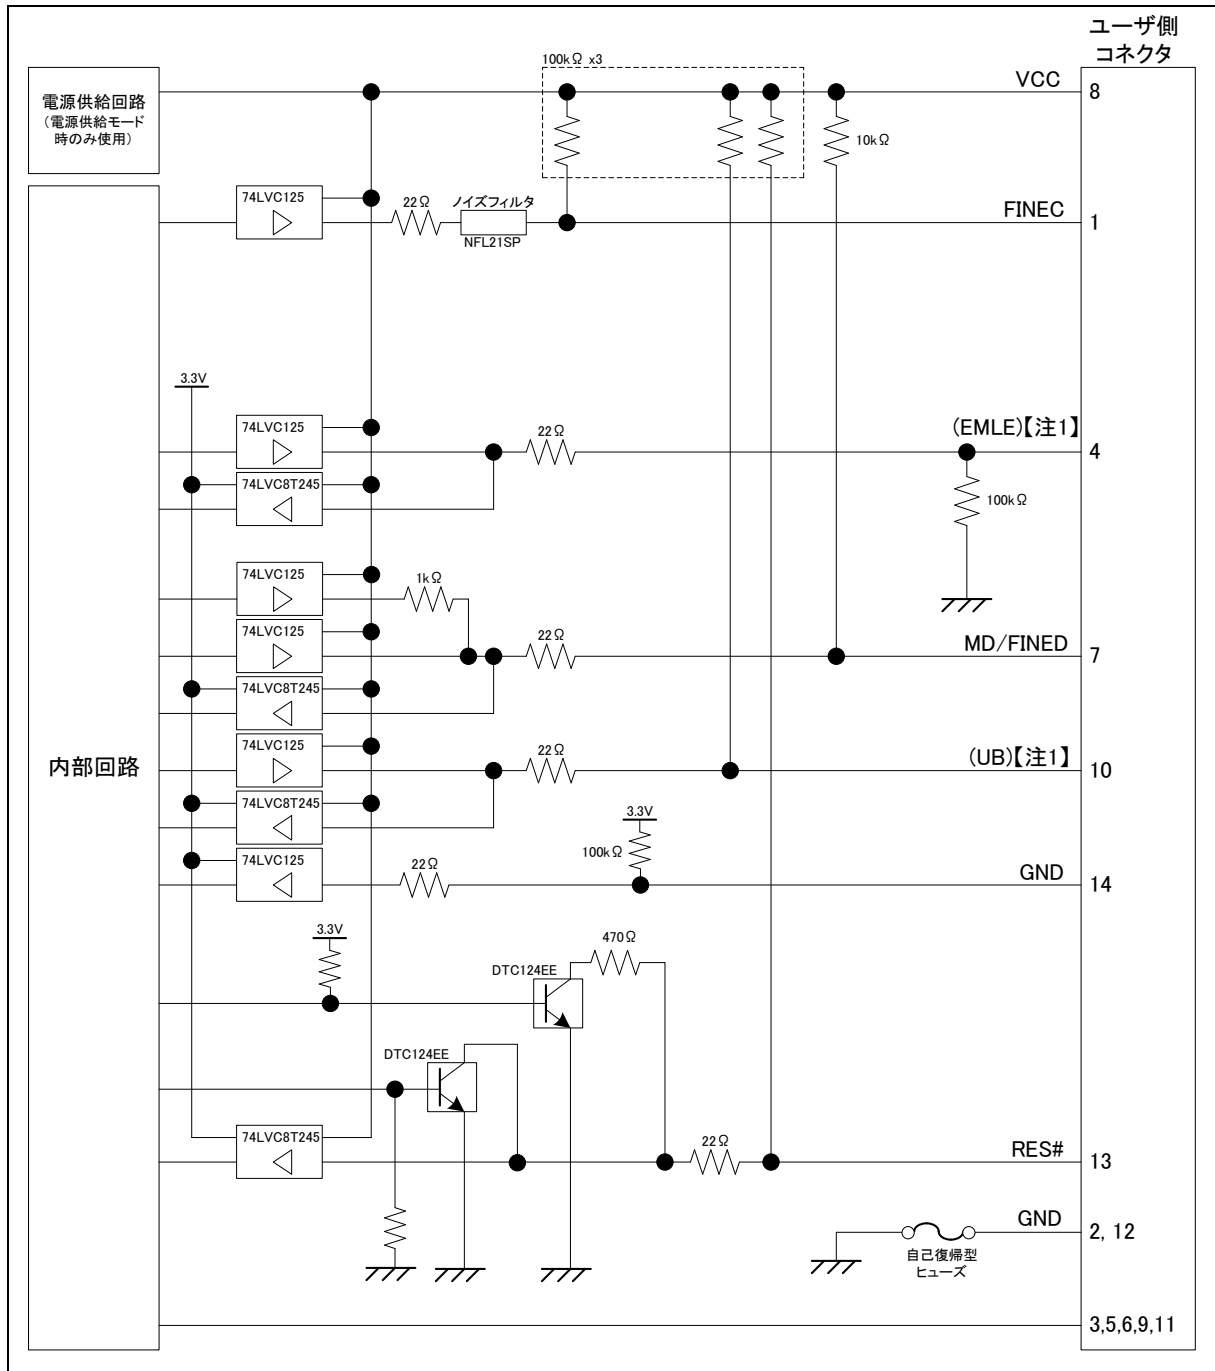 ユーザ側
コネクタ
電源供給回路
(電源供給モード
時のみ使用)
100kΩ x3
VCC
8
10kΩ
74LVC125
22Ω
ノイズフィルタ
NFL21SP
FINEC
1
3.3V
74LVC125
22Ω
(EMLE)【注1】
4
74LVC8T245
100kΩ
74LVC125
1kΩ
74LVC125
22Ω
MD/FINED
7
74LVC8T245
内部回路
74LVC125
22Ω
(UB)【注1】
10
74LVC8T245
3.3V
100kΩ
74LVC125
22Ω
GND
14
3.3V
470Ω
DTC124EE
DTC124EE
74LVC8T245
22Ω
RES#
13
GND
2, 12
自己復帰型
ヒューズ
3,5,6,9,11